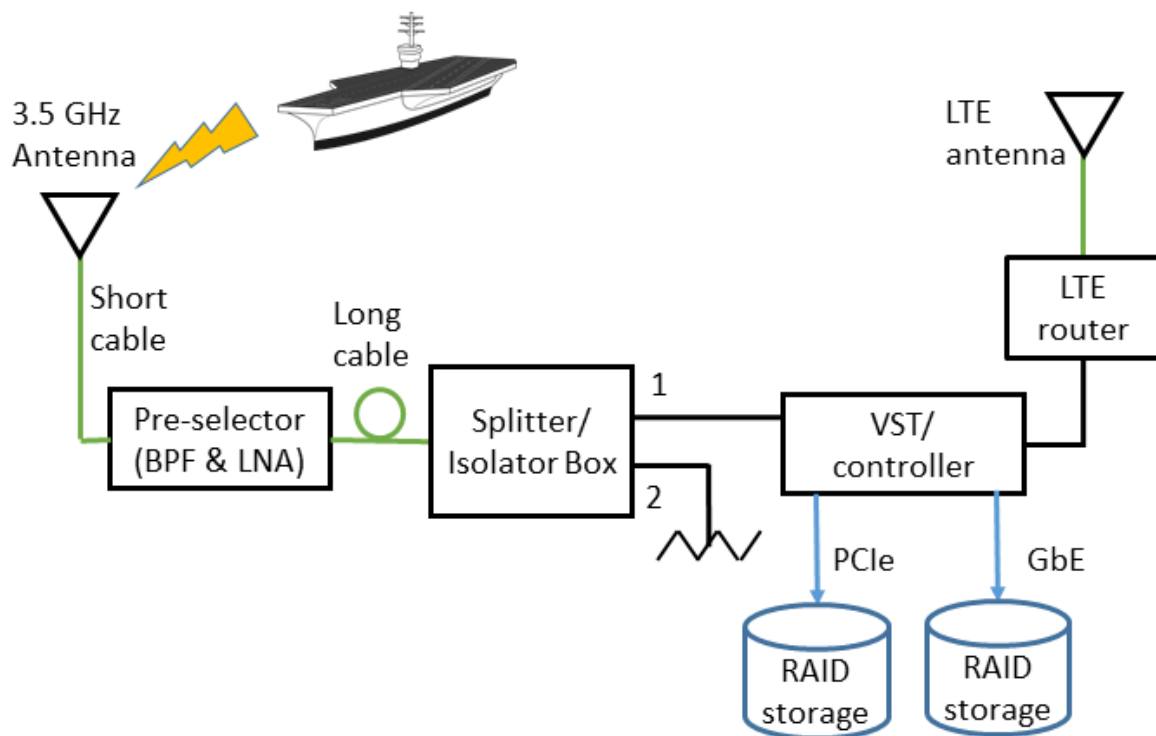 3.5 GHz
Antenna
LTE
antenna
Short
cable
Long
cable
LTE
router
Pre-selector
(BPF & LNA)
Splitter/
Isolator Box
1
2
VST/
controller
PCIe
GbE
RAID
storage
RAID
storage